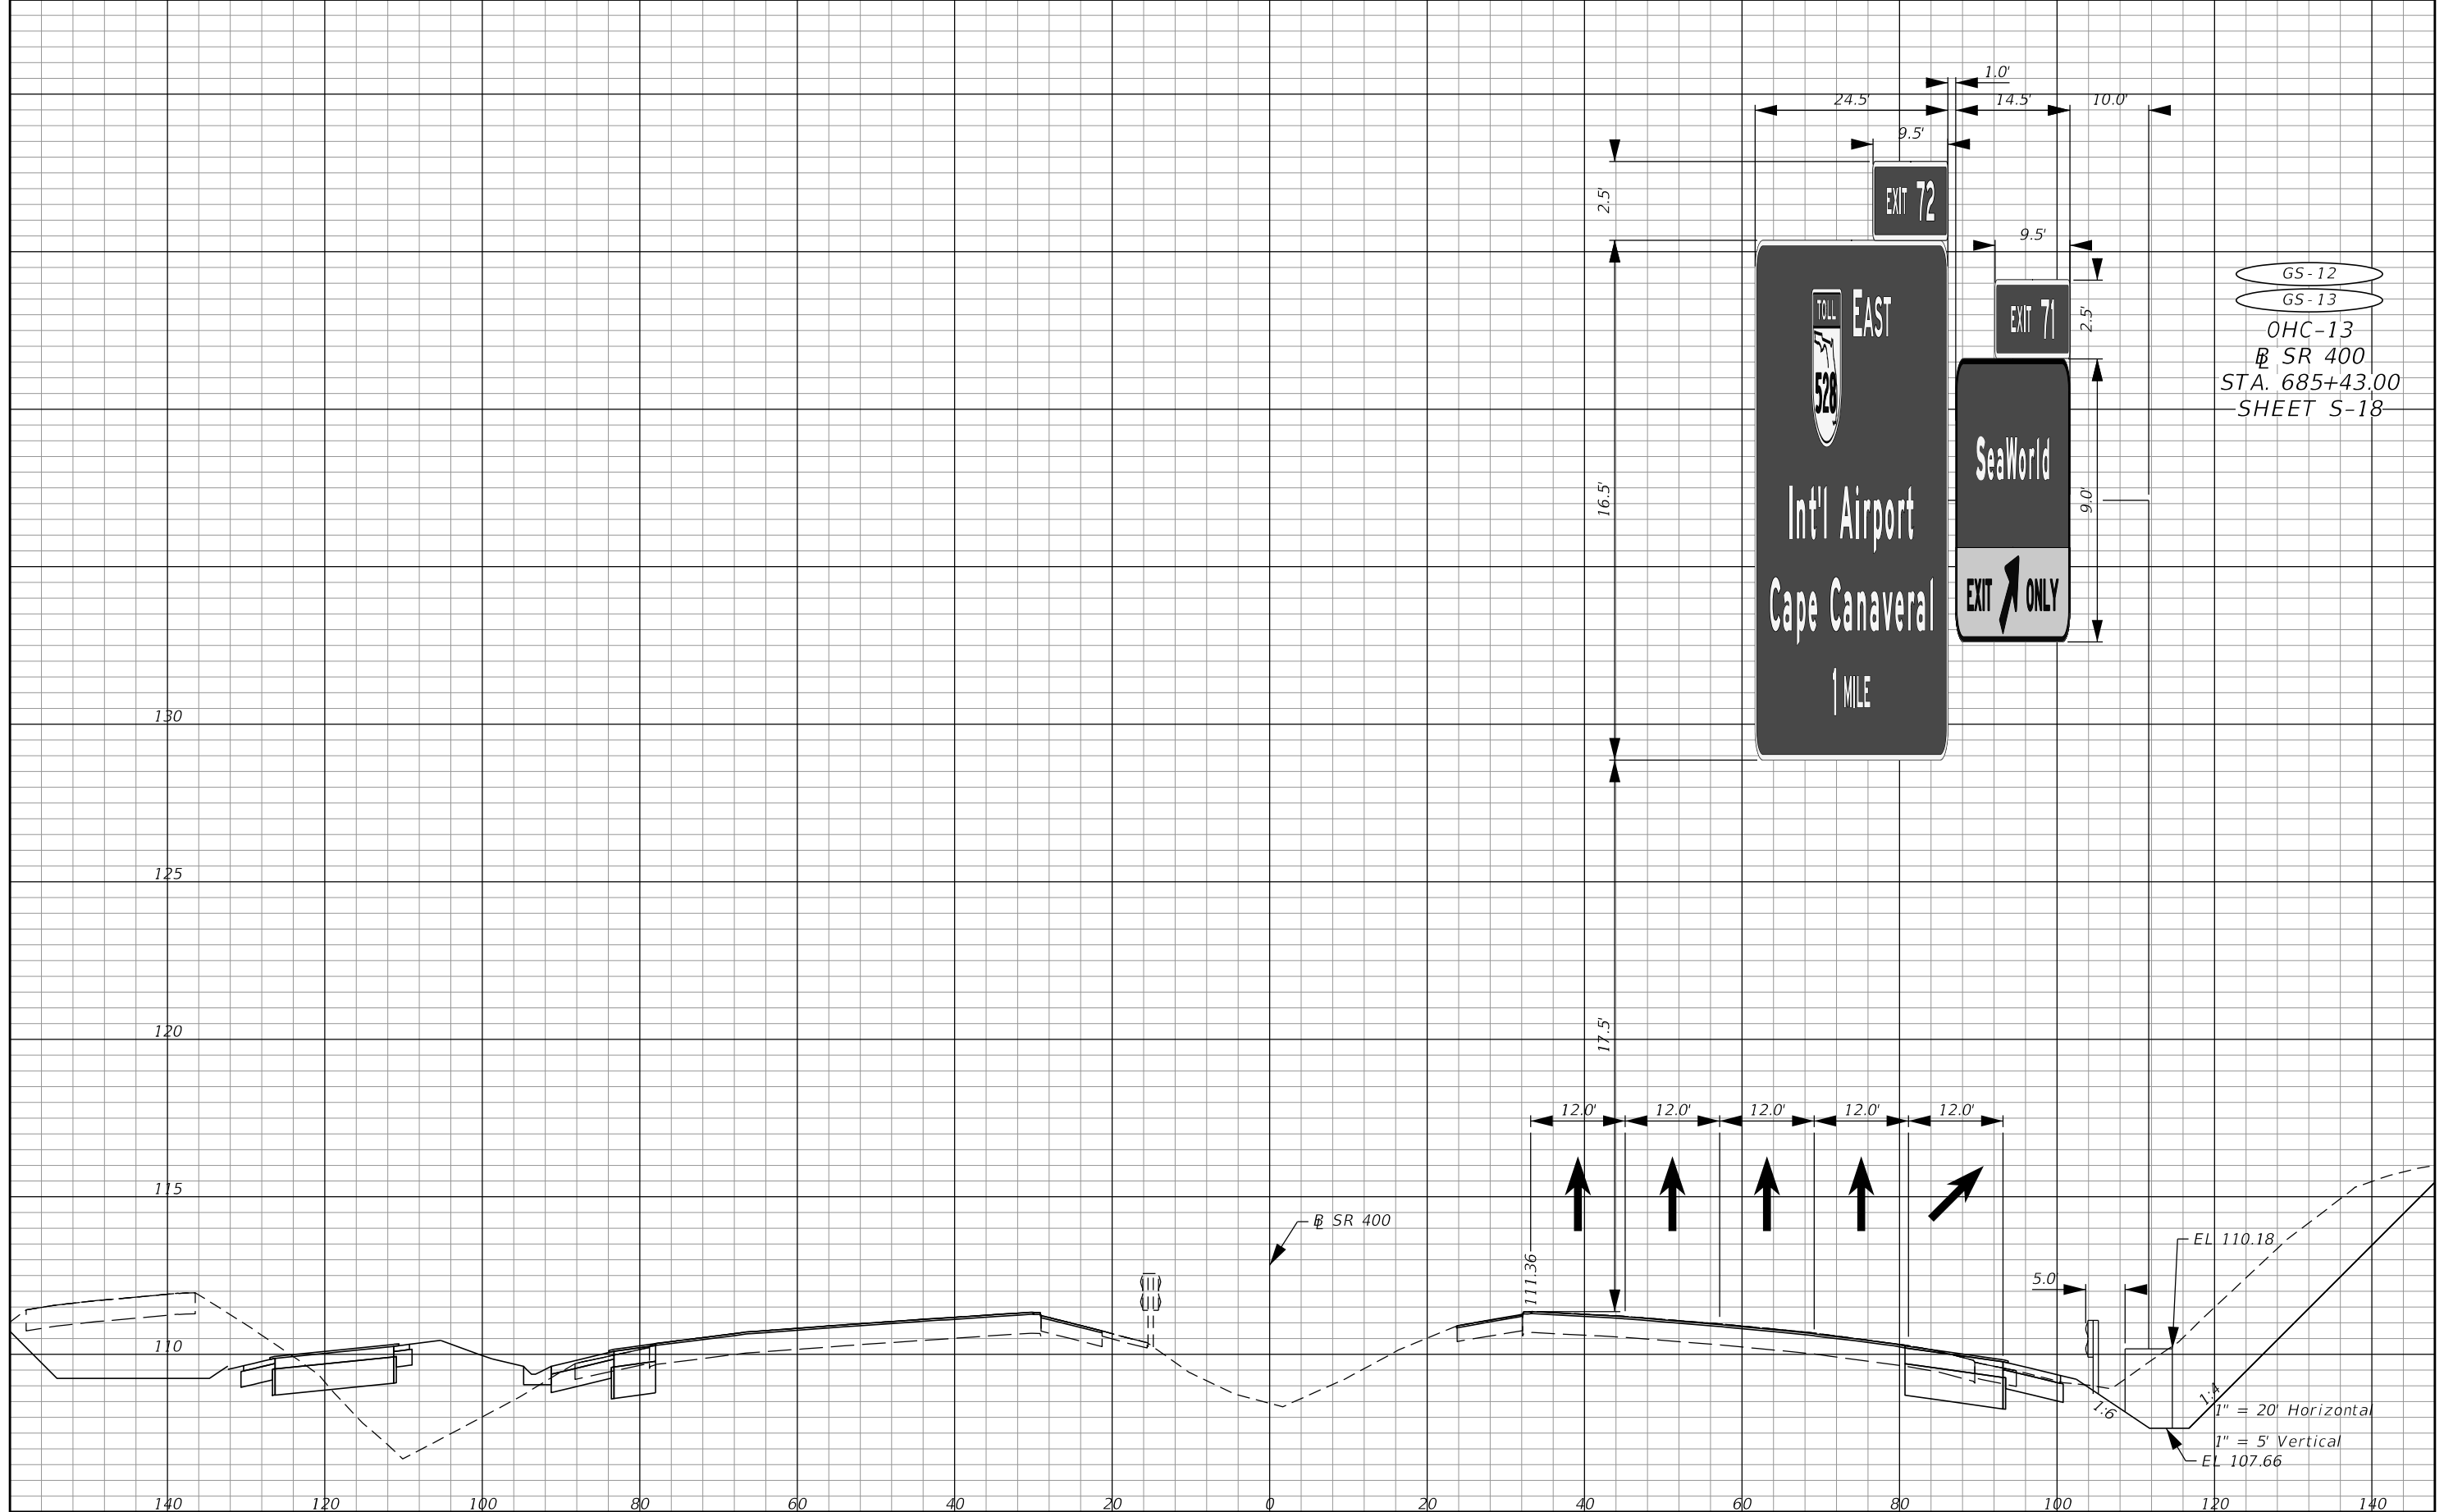 1.0'
24.5'
14.5'
10.0'
9.5'
2.5'
EXIT 72
9.5'
GS-12
GS-13
OHC-13
BL SR 400
STA. 685+43.00
SHEET S-18
TOLL
EAST
528
EXIT 71
2.5'
SeaWorld
16.5'
9.0'
Int'l Airport
EXIT ONLY
Cape Canaveral
1 MILE
130
125
120
17.5'
12.0'
12.0'
12.0'
12.0'
12.0'
115
BL SR 400
EL 110.18
111.36
5.0
110
1:4
1:6
1" = 20' Horizontal
1" = 5' Vertical
EL 107.66
140 120 100 80 60 40 20 0 20 40 60 80 100 120 140